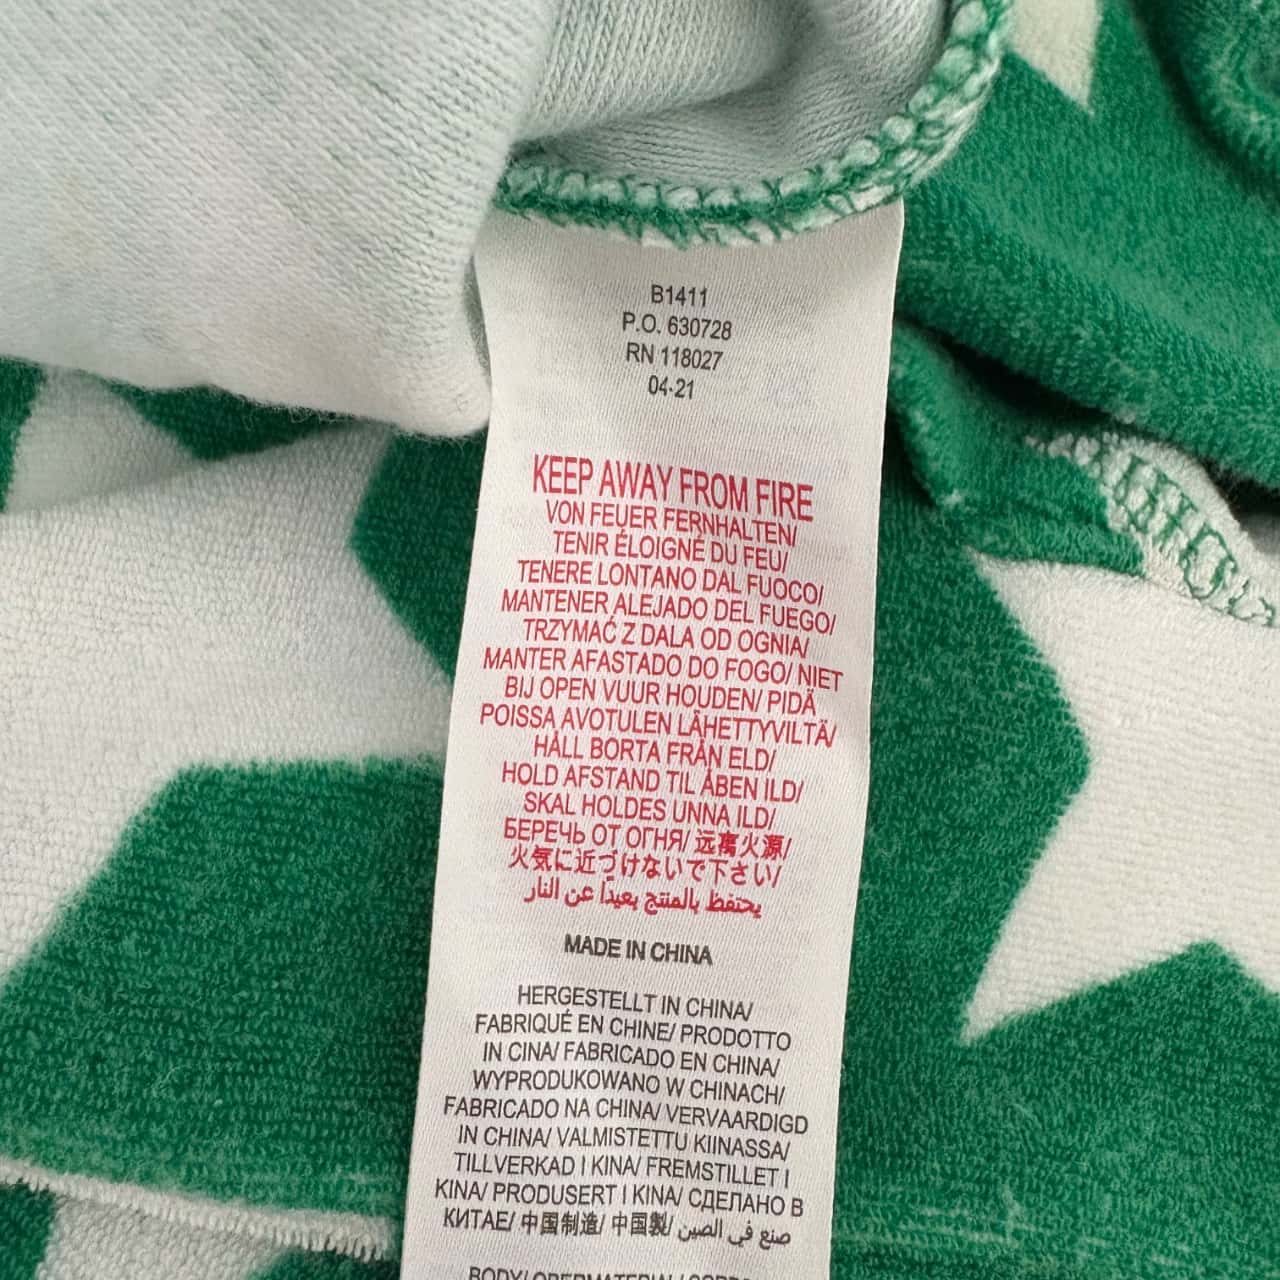 B1411
P.O. 630728
RN 118027
04-21
KEEP AWAY FROM FIRE
VON FEUER FERNHALTEN/
TENIR ÉLOIGNÉ DU FEU/
TENERE LONTANO DAL FUOCO/
MANTENER ALEJADO DEL FUEGO/
TRZYMAĆ Z DALA OD OGNIA/
MANTER AFASTADO DO FOGO/ NIET
BIJ OPEN VUUR HOUDEN/ PIDÄ
POISSA AVOTULEN LÄHETTYVILTÄ/
HÅLL BORTA FRÅN ELD/
HOLD AFSTAND TIL ÅBEN ILD/
SKAL HOLDES UNNA ILD/
БЕРЕЧЬ ОТ ОГНЯ/ 远离火源/
火気に近づけないで下さい/
يحتفظ بالمنتج بعيدًا عن النار
MADE IN CHINA
HERGESTELLT IN CHINA/
FABRIQUÉ EN CHINE/ PRODOTTO
IN CINA/ FABRICADO EN CHINA/
WYPRODUKOWANO W CHINACH/
FABRICADO NA CHINA/ VERVAARDIGD
IN CHINA/ VALMISTETTU KIINASSA/
TILLVERKAD I KINA/ FREMSTILLET I
KINA/ PRODUSERT I KINA/ СДЕЛАНО В
КИТАЕ/ 中国制造/ 中国製/ صنع في الصين
BODY/ OBERMATERIAL/